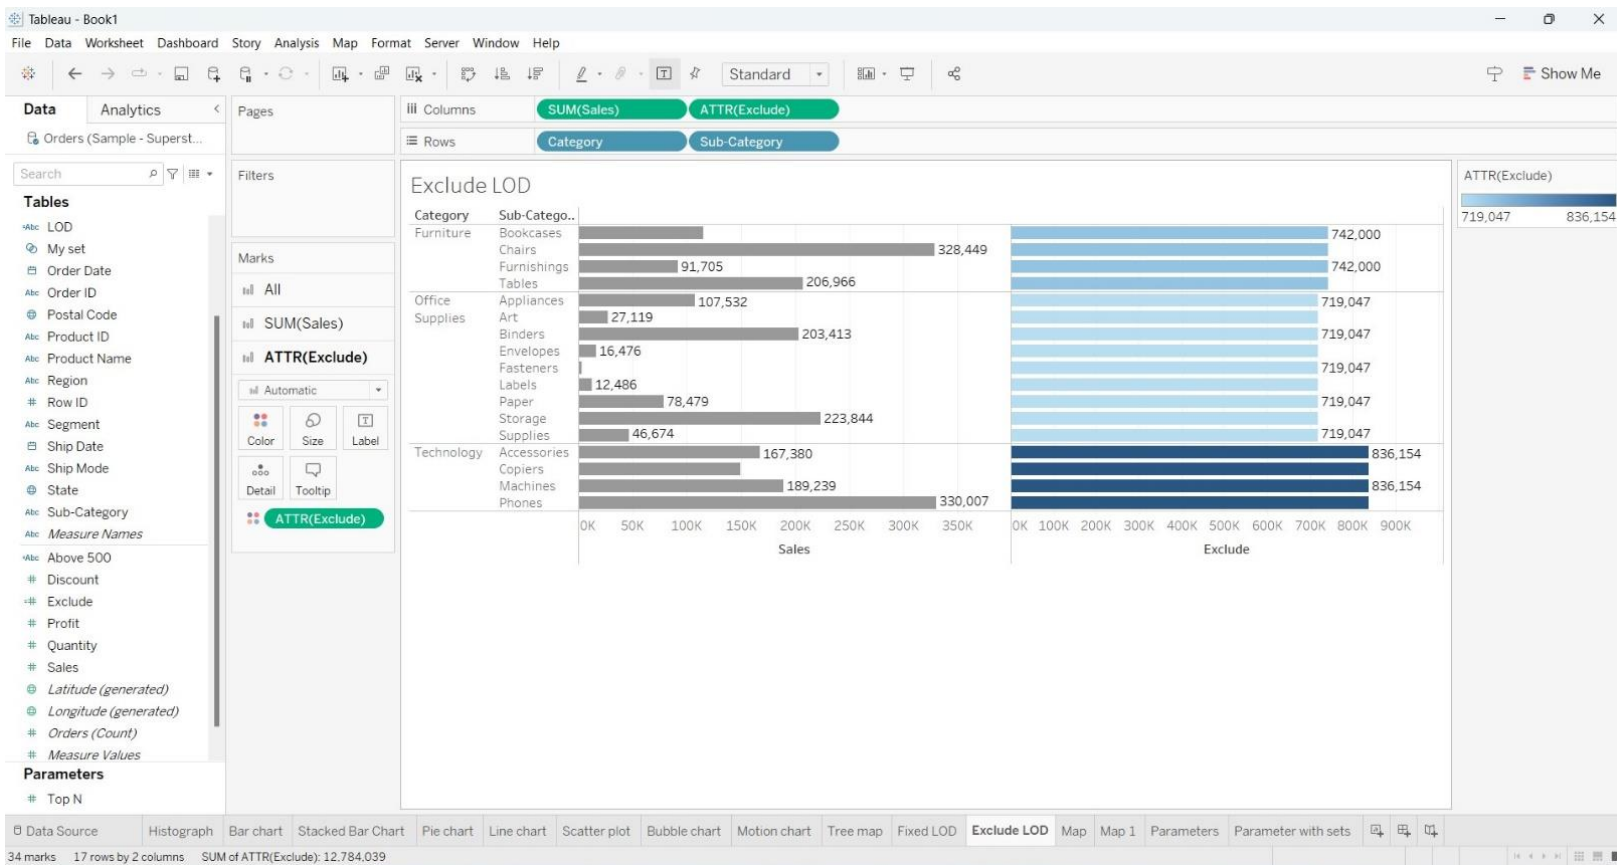 Tableau - Book1
File Data Worksheet Dashboard Story Analysis Map Format Server Window Help
Standard
Show Me
Data Analytics
Pages
Columns SUM(Sales) ATTR(Exclude)
Orders (Sample - Superst...
Rows Category Sub-Category
Search
Filters
Tables
LOD
My set
Order Date
Order ID
Postal Code
Product ID
Product Name
Region
Row ID
Segment
Ship Date
Ship Mode
State
Sub-Category
Measure Names
Above 500
Discount
Exclude
Profit
Quantity
Sales
Latitude (generated)
Longitude (generated)
Orders (Count)
Measure Values
Parameters
Top N
Marks
All
SUM(Sales)
ATTR(Exclude)
Automatic
Color Size Label
Detail Tooltip
ATTR(Exclude)
Exclude LOD
Category Sub-Catego..
Furniture Bookcases 742,000
Chairs 328,449
Furnishings 91,705 742,000
Tables 206,966
Office Supplies Appliances 107,532 719,047
Art 27,119
Binders 203,413 719,047
Envelopes 16,476
Fasteners 719,047
Labels 12,486
Paper 78,479 719,047
Storage 223,844
Supplies 46,674 719,047
Technology Accessories 167,380 836,154
Copiers
Machines 189,239 836,154
Phones 330,007
0K 50K 100K 150K 200K 250K 300K 350K 0K 100K 200K 300K 400K 500K 600K 700K 800K 900K
Sales Exclude
ATTR(Exclude)
719,047 836,154
Data Source Histograph Bar chart Stacked Bar Chart Pie chart Line chart Scatter plot Bubble chart Motion chart Tree map Fixed LOD Exclude LOD Map Map 1 Parameters Parameter with sets
34 marks 17 rows by 2 columns SUM of ATTR(Exclude): 12,784,039